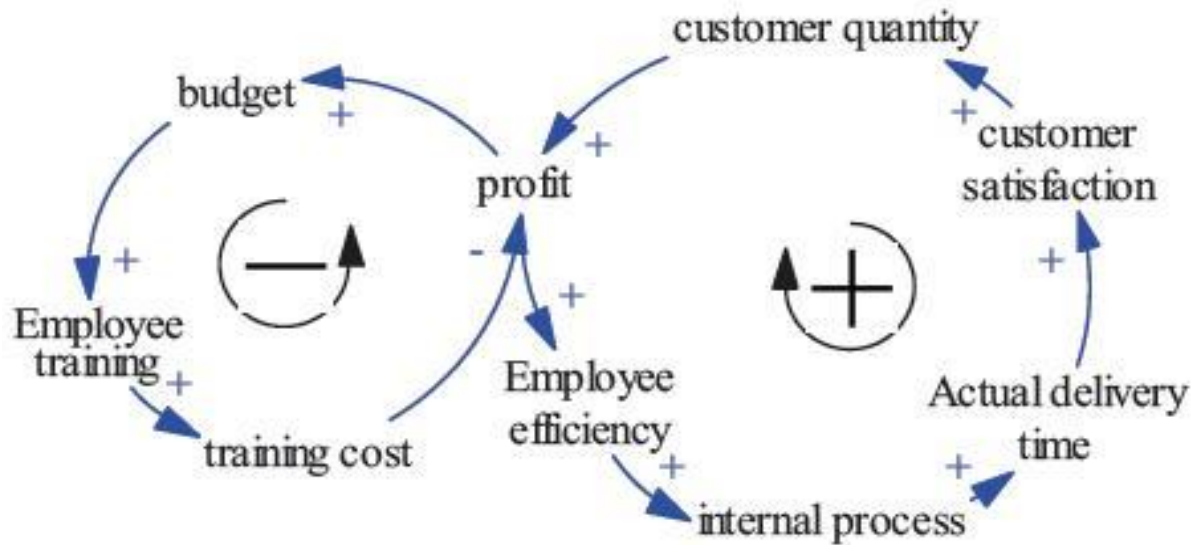 customer quantity
budget
+
+
+
customer
satisfaction
profit
+
-
+
+
Employee
training
+
Employee
efficiency
Actual delivery
time
training cost
+
+
internal process